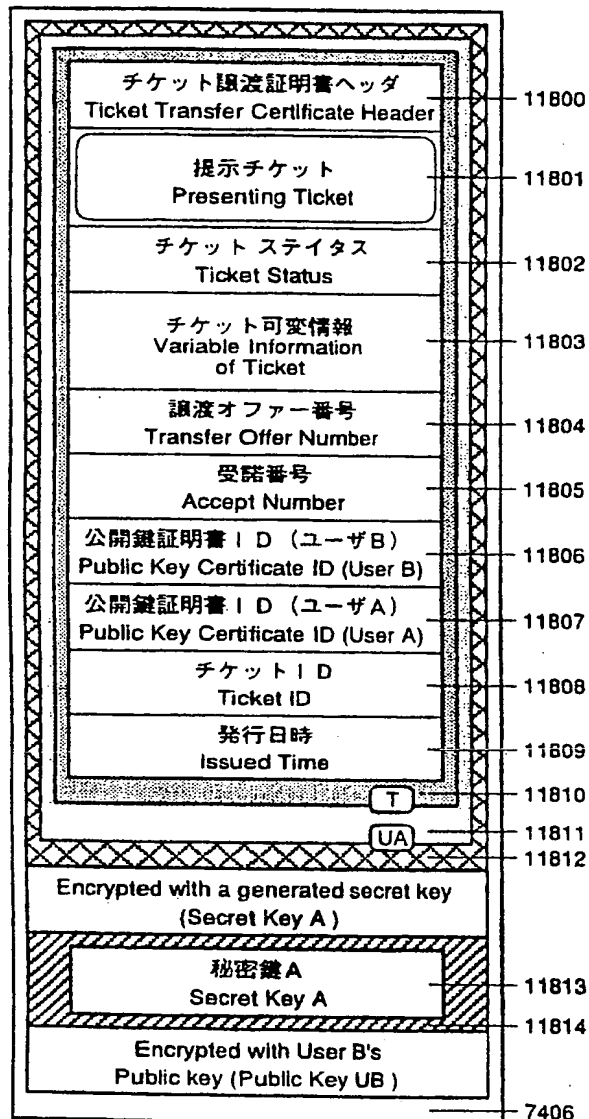 チケット譲渡証明書ヘッダ
Ticket Transfer Certificate Header
11800
提示チケット
Presenting Ticket
11801
チケット ステイタス
Ticket Status
11802
チケット可変情報
Variable Information
of Ticket
11803
譲渡オファー番号
Transfer Offer Number
11804
受諾番号
Accept Number
11805
公開鍵証明書ID(ユーザB)
Public Key Certificate ID (User B)
11806
公開鍵証明書ID(ユーザA)
Public Key Certificate ID (User A)
11807
チケットID
Ticket ID
11808
発行日時
Issued Time
11809
T
11810
UA
11811
11812
Encrypted with a generated secret key
(Secret Key A )
秘密鍵A
Secret Key A
11813
11814
Encrypted with User B's
Public key (Public Key UB )
7406